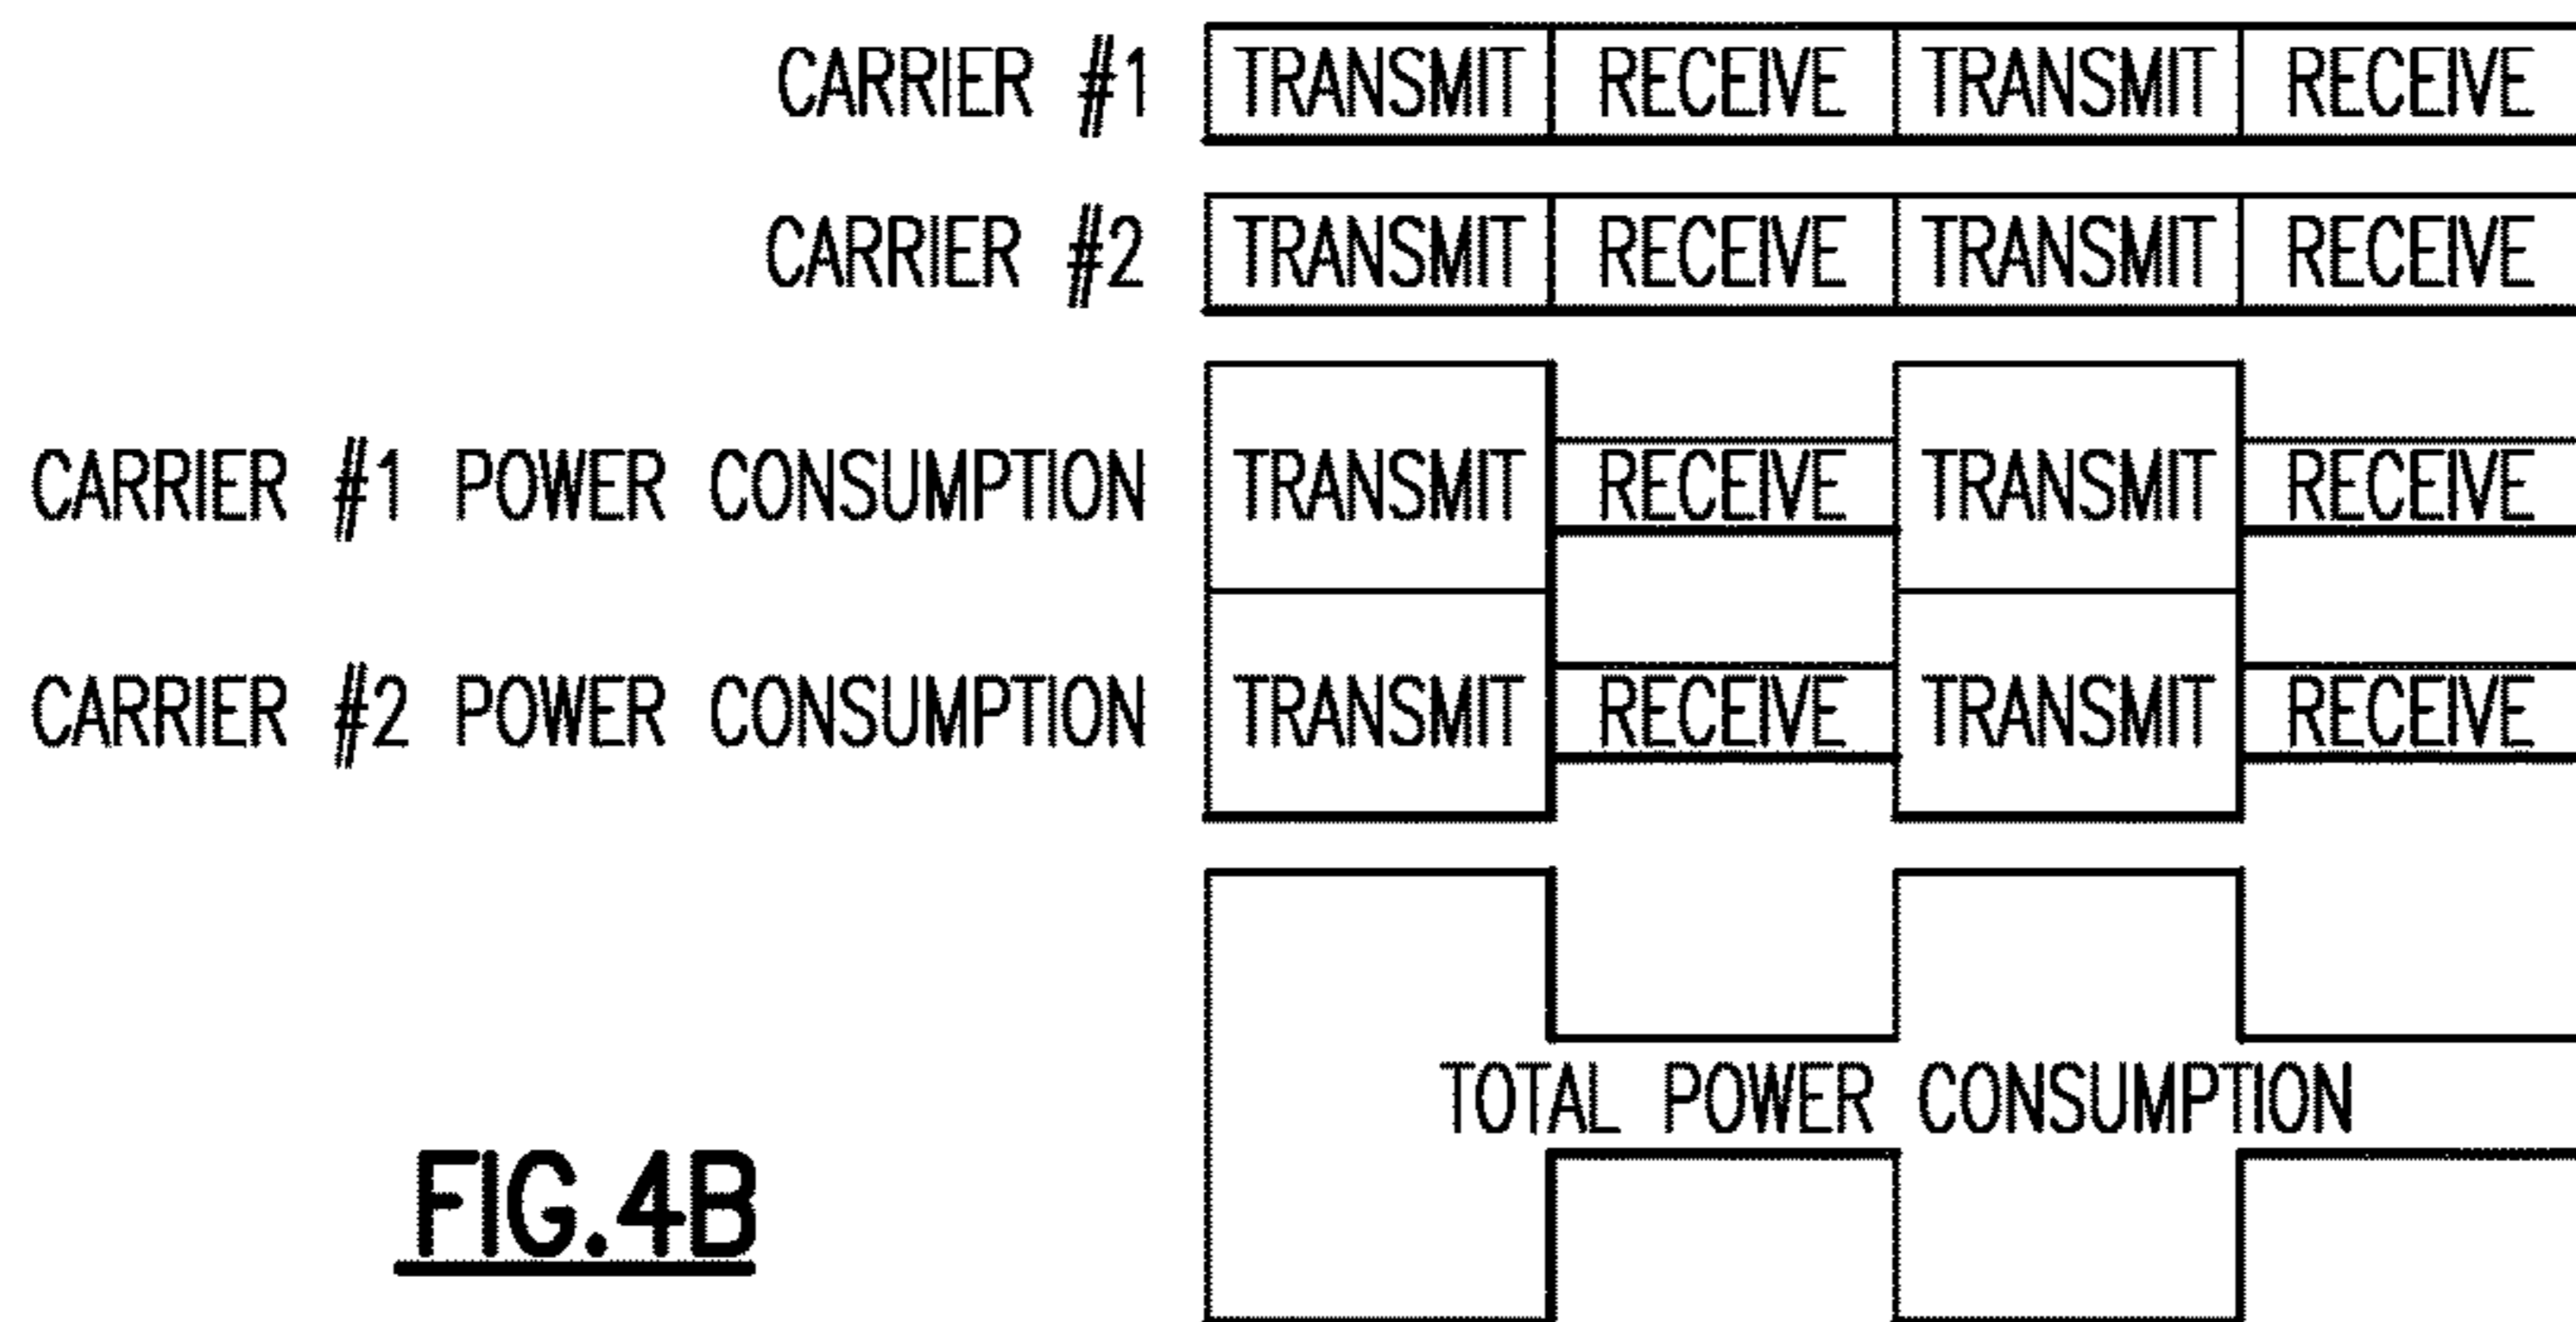 CARRIER #1 TRANSMIT RECEIVE TRANSMIT RECEIVE
CARRIER #2 TRANSMIT RECEIVE TRANSMIT RECEIVE
CARRIER #1 POWER CONSUMPTION TRANSMIT RECEIVE TRANSMIT RECEIVE
CARRIER #2 POWER CONSUMPTION TRANSMIT RECEIVE TRANSMIT RECEIVE
TOTAL POWER CONSUMPTION
FIG.4B